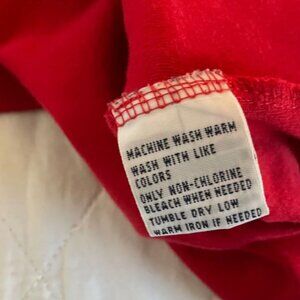 MACHINE WASH WARM
WASH WITH LIKE
COLORS
ONLY NON-CHLORINE
BLEACH WHEN NEEDED
TUMBLE DRY LOW
WARM IRON IF NEEDED